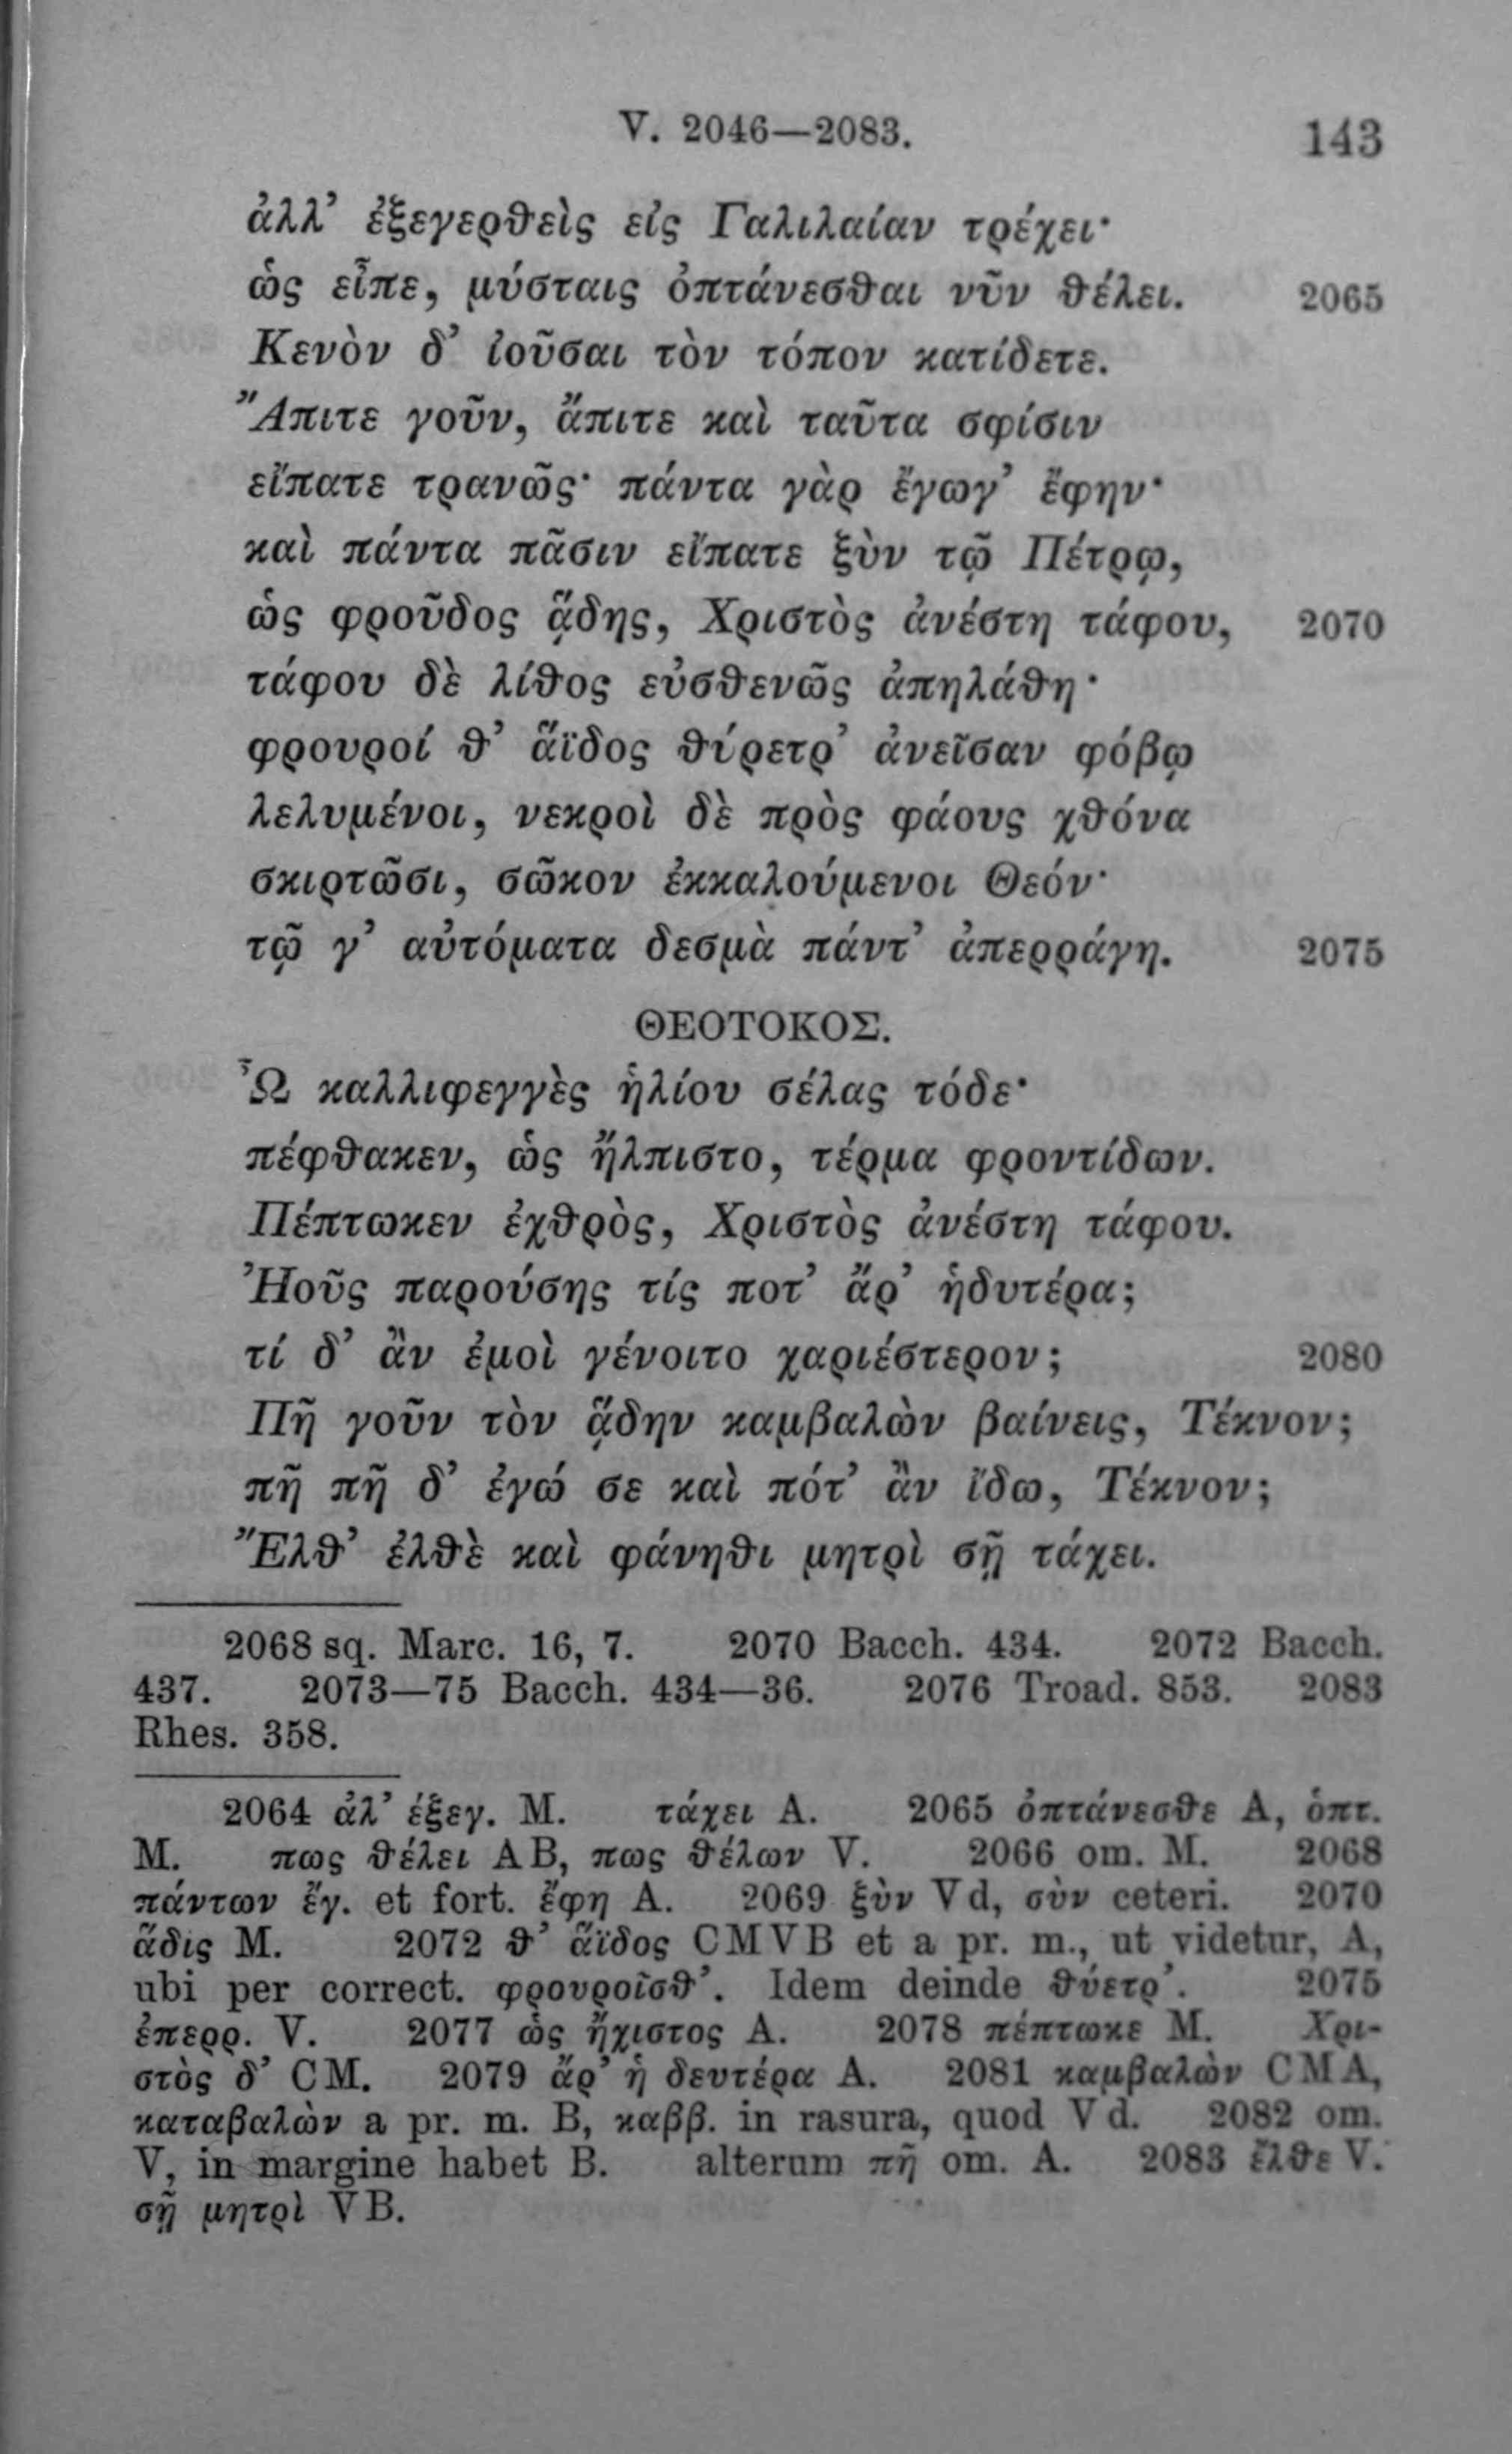 V. 2046—2083. 143
ἀλλ’ ἐξεγερθεὶς εἰς Γαλιλαίαν τρέχει·
ὡς εἶπε, μύσταις ὀπτάνεσθαι νῦν θέλει. 2065
Κενὸν δ’ ἰοῦσαι τὸν τόπον κατίδετε.
Ἄπιτε γοῦν, ἄπιτε καὶ ταῦτα σφίσιν
εἴπατε τρανῶς· πάντα γὰρ ἔγωγ’ ἔφην·
καὶ πάντα πᾶσιν εἴπατε ξὺν τῷ Πέτρῳ,
ὡς φροῦδος ᾅδης, Χριστὸς ἀνέστη τάφου, 2070
τάφου δὲ λίθος εὐσθενῶς ἀπηλάθη·
φρουροί θ’ ἅϊδος θύρετρ’ ἀνεῖσαν φόβῳ
λελυμένοι, νεκροὶ δὲ πρὸς φάους χθόνα
σκιρτῶσι, σῶκον ἐκκαλούμενοι Θεόν·
τῷ γ’ αὐτόματα δεσμὰ πάντ’ ἀπερράγη. 2075
ΘΕΟΤΟΚΟΣ.
Ὦ καλλιφεγγὲς ἡλίου σέλας τόδε·
πέφθακεν, ὡς ἤλπιστο, τέρμα φροντίδων.
Πέπτωκεν ἐχθρὸς, Χριστὸς ἀνέστη τάφου.
Ἠοῦς παρούσης τίς ποτ’ ἄρ’ ἡδυτέρα;
τί δ’ ἂν ἐμοὶ γένοιτο χαριέστερον; 2080
Πῆ γοῦν τὸν ᾅδην καμβαλὼν βαίνεις, Τέκνον;
πῆ πῆ δ’ ἐγώ σε καὶ πότ’ ἂν ἴδω, Τέκνον;
Ἔλθ’ ἐλθὲ καὶ φάνηθι μητρὶ σῇ τάχει.
2068 sq. Marc. 16, 7. 2070 Bacch. 434. 2072 Bacch.
437. 2073—75 Bacch. 434—36. 2076 Troad. 853. 2083
Rhes. 358.
2064 ἀλ’ ἐξεγ. M. τάχει A. 2065 ὀπτάνεσθε A, ὁπτ.
M. πως θέλει AB, πως θέλων V. 2066 om. M. 2068
πάντων ἔγ. et fort. ἔφη A. 2069 ξὺν Vd, σὺν ceteri. 2070
ἅδις M. 2072 θ’ ἅϊδος CMVB et a pr. m., ut videtur, A,
ubi per correct. φρουροῖσθ’. Idem deinde θύετρ’. 2075
ἐπερρ. V. 2077 ὡς ἤχιστος A. 2078 πέπτωκε M. Χρι-
στὸς δ’ CM. 2079 ἄρ’ ἡ δευτέρα A. 2081 καμβαλὼν CMA,
καταβαλὼν a pr. m. B, καββ. in rasura, quod Vd. 2082 om.
V, in margine habet B. alterum πῆ om. A. 2083 ἔλθε V.
σῇ μητρὶ VB.